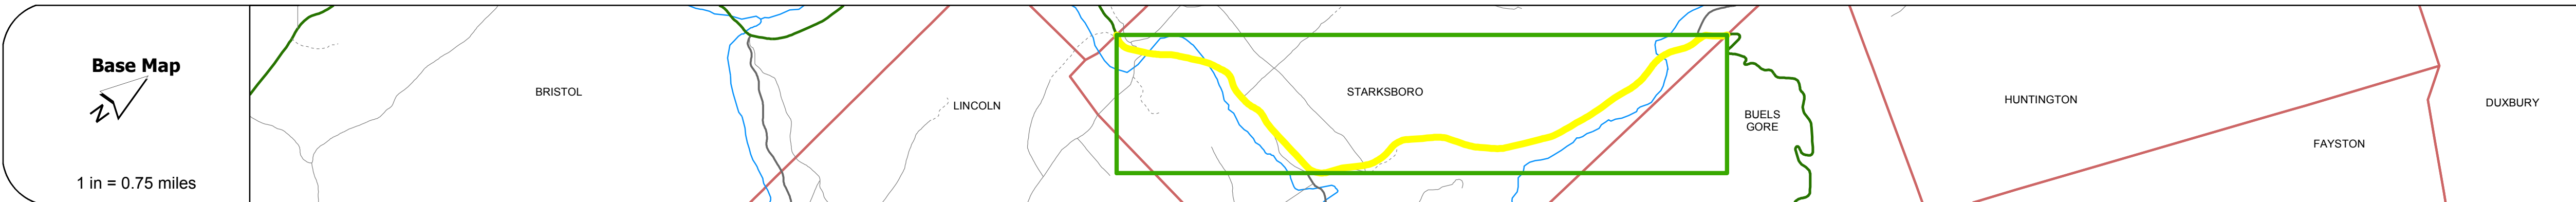 Base Map
N
1 in = 0.75 miles
BRISTOL
LINCOLN
STARKSBORO
BUELS
GORE
HUNTINGTON
FAYSTON
DUXBURY